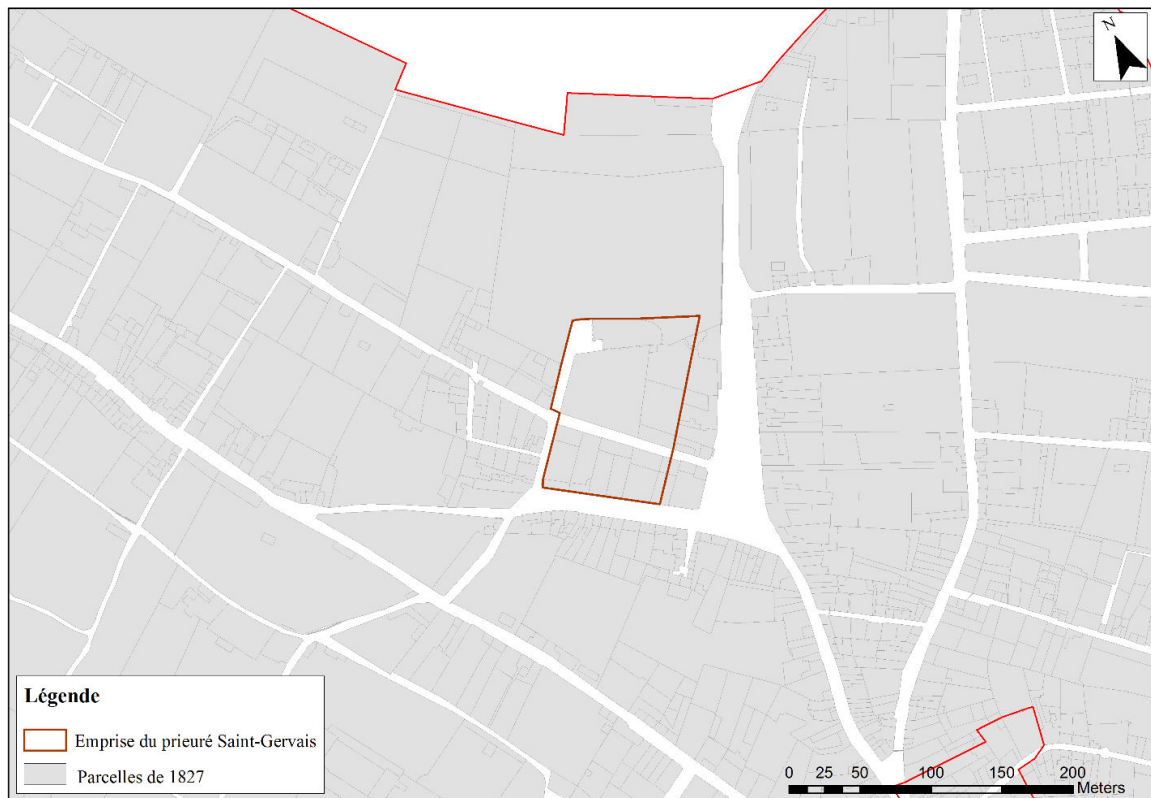 N
Légende
Emprise du prieuré Saint-Gervais
Parcelles de 1827
0 25 50 100 150 200
Meters